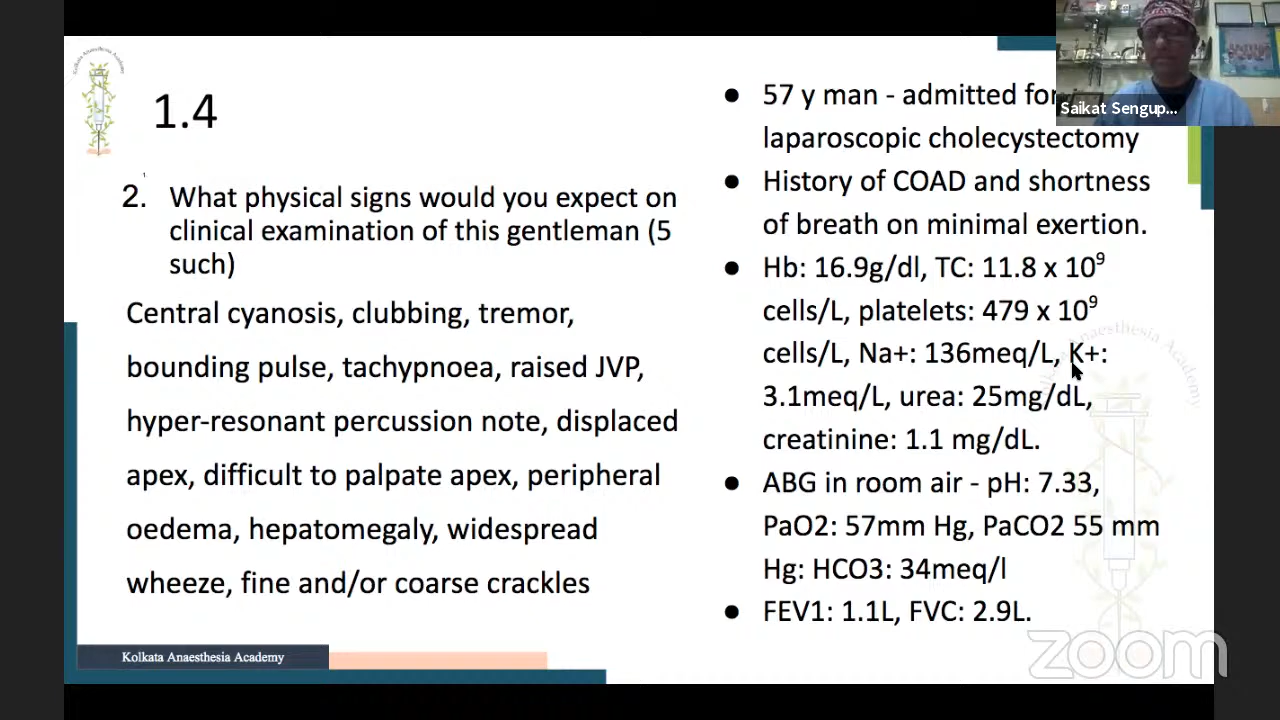 Kolkata Anaesthesia Academy
1.4
2. What physical signs would you expect on
clinical examination of this gentleman (5
such)
Central cyanosis, clubbing, tremor,
bounding pulse, tachypnoea, raised JVP,
hyper-resonant percussion note, displaced
apex, difficult to palpate apex, peripheral
oedema, hepatomegaly, widespread
wheeze, fine and/or coarse crackles
Kolkata Anaesthesia Academy
● 57 y man - admitted for
laparoscopic cholecystectomy
● History of COAD and shortness
of breath on minimal exertion.
● Hb: 16.9g/dl, TC: 11.8 x 10⁹
cells/L, platelets: 479 x 10⁹
cells/L, Na+: 136meq/L, K+:
3.1meq/L, urea: 25mg/dL,
creatinine: 1.1 mg/dL.
● ABG in room air - pH: 7.33,
PaO2: 57mm Hg, PaCO2 55 mm
Hg: HCO3: 34meq/l
● FEV1: 1.1L, FVC: 2.9L.
Saikat Sengup...
zoom